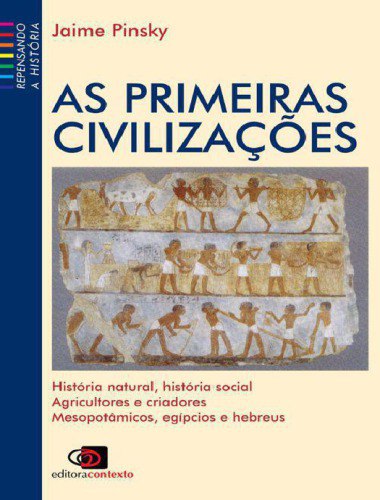 REPENSANDO
A HISTÓRIA
Jaime Pinsky
AS PRIMEIRAS
CIVILIZAÇÕES
História natural, história social
Agricultores e criadores
Mesopotâmicos, egípcios e hebreus
editoracontexto